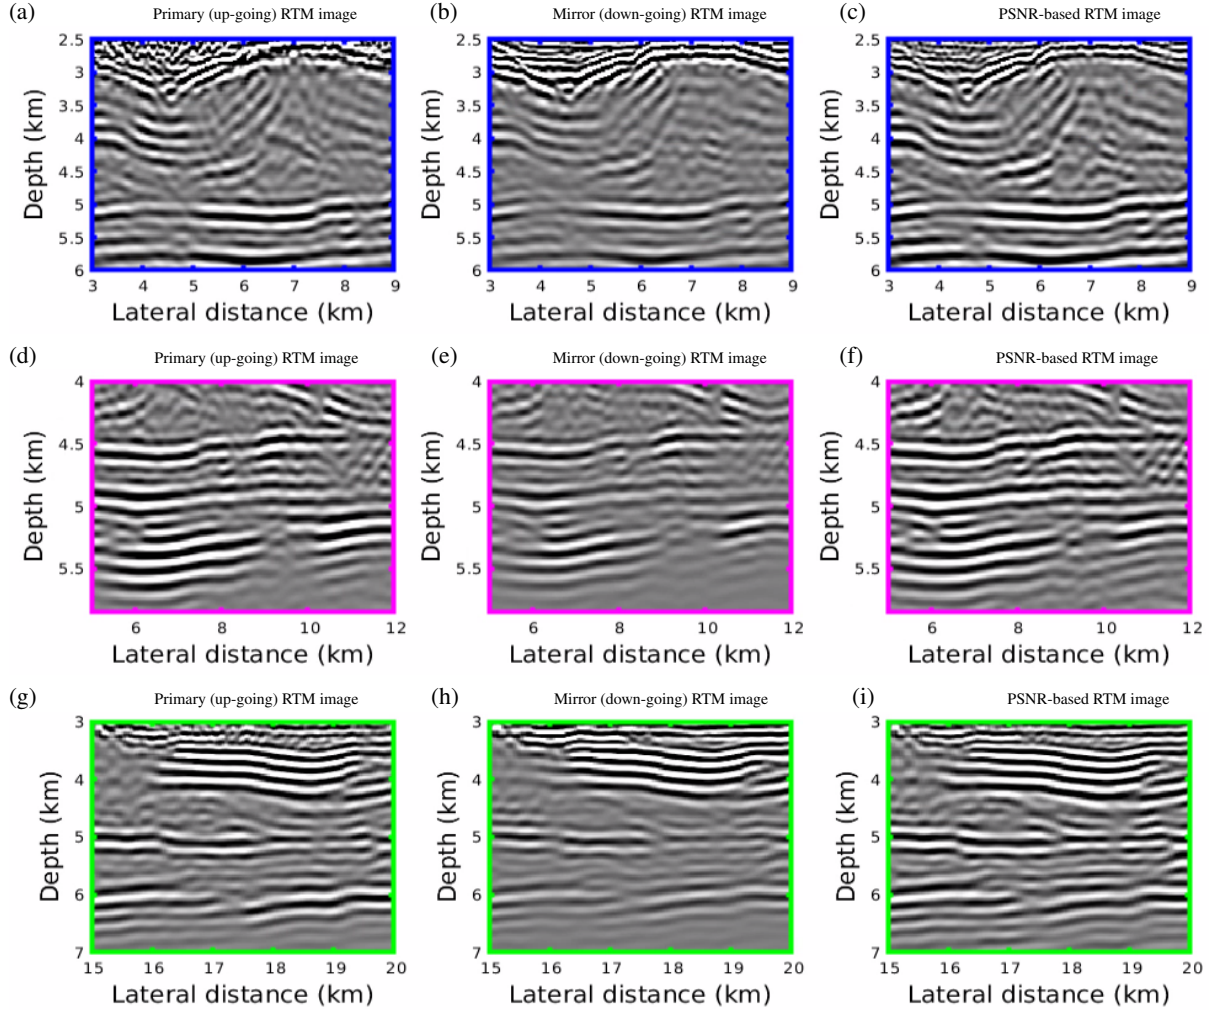 (a) Primary (up-going) RTM image (b) Mirror (down-going) RTM image (c) PSNR-based RTM image
2.5 2.5 2.5
3 3 3
3.5 3.5 3.5
4 4 4
4.5 4.5 4.5
5 5 5
5.5 5.5 5.5
6 6 6
Depth (km) Depth (km) Depth (km)
3 4 5 6 7 8 9 3 4 5 6 7 8 9 3 4 5 6 7 8 9
Lateral distance (km) Lateral distance (km) Lateral distance (km)
(d) Primary (up-going) RTM image (e) Mirror (down-going) RTM image (f) PSNR-based RTM image
4 4 4
4.5 4.5 4.5
5 5 5
5.5 5.5 5.5
Depth (km) Depth (km) Depth (km)
6 8 10 12 6 8 10 12 6 8 10 12
Lateral distance (km) Lateral distance (km) Lateral distance (km)
(g) Primary (up-going) RTM image (h) Mirror (down-going) RTM image (i) PSNR-based RTM image
3 3 3
4 4 4
5 5 5
6 6 6
7 7 7
Depth (km) Depth (km) Depth (km)
15 16 17 18 19 20 15 16 17 18 19 20 15 16 17 18 19 20
Lateral distance (km) Lateral distance (km) Lateral distance (km)